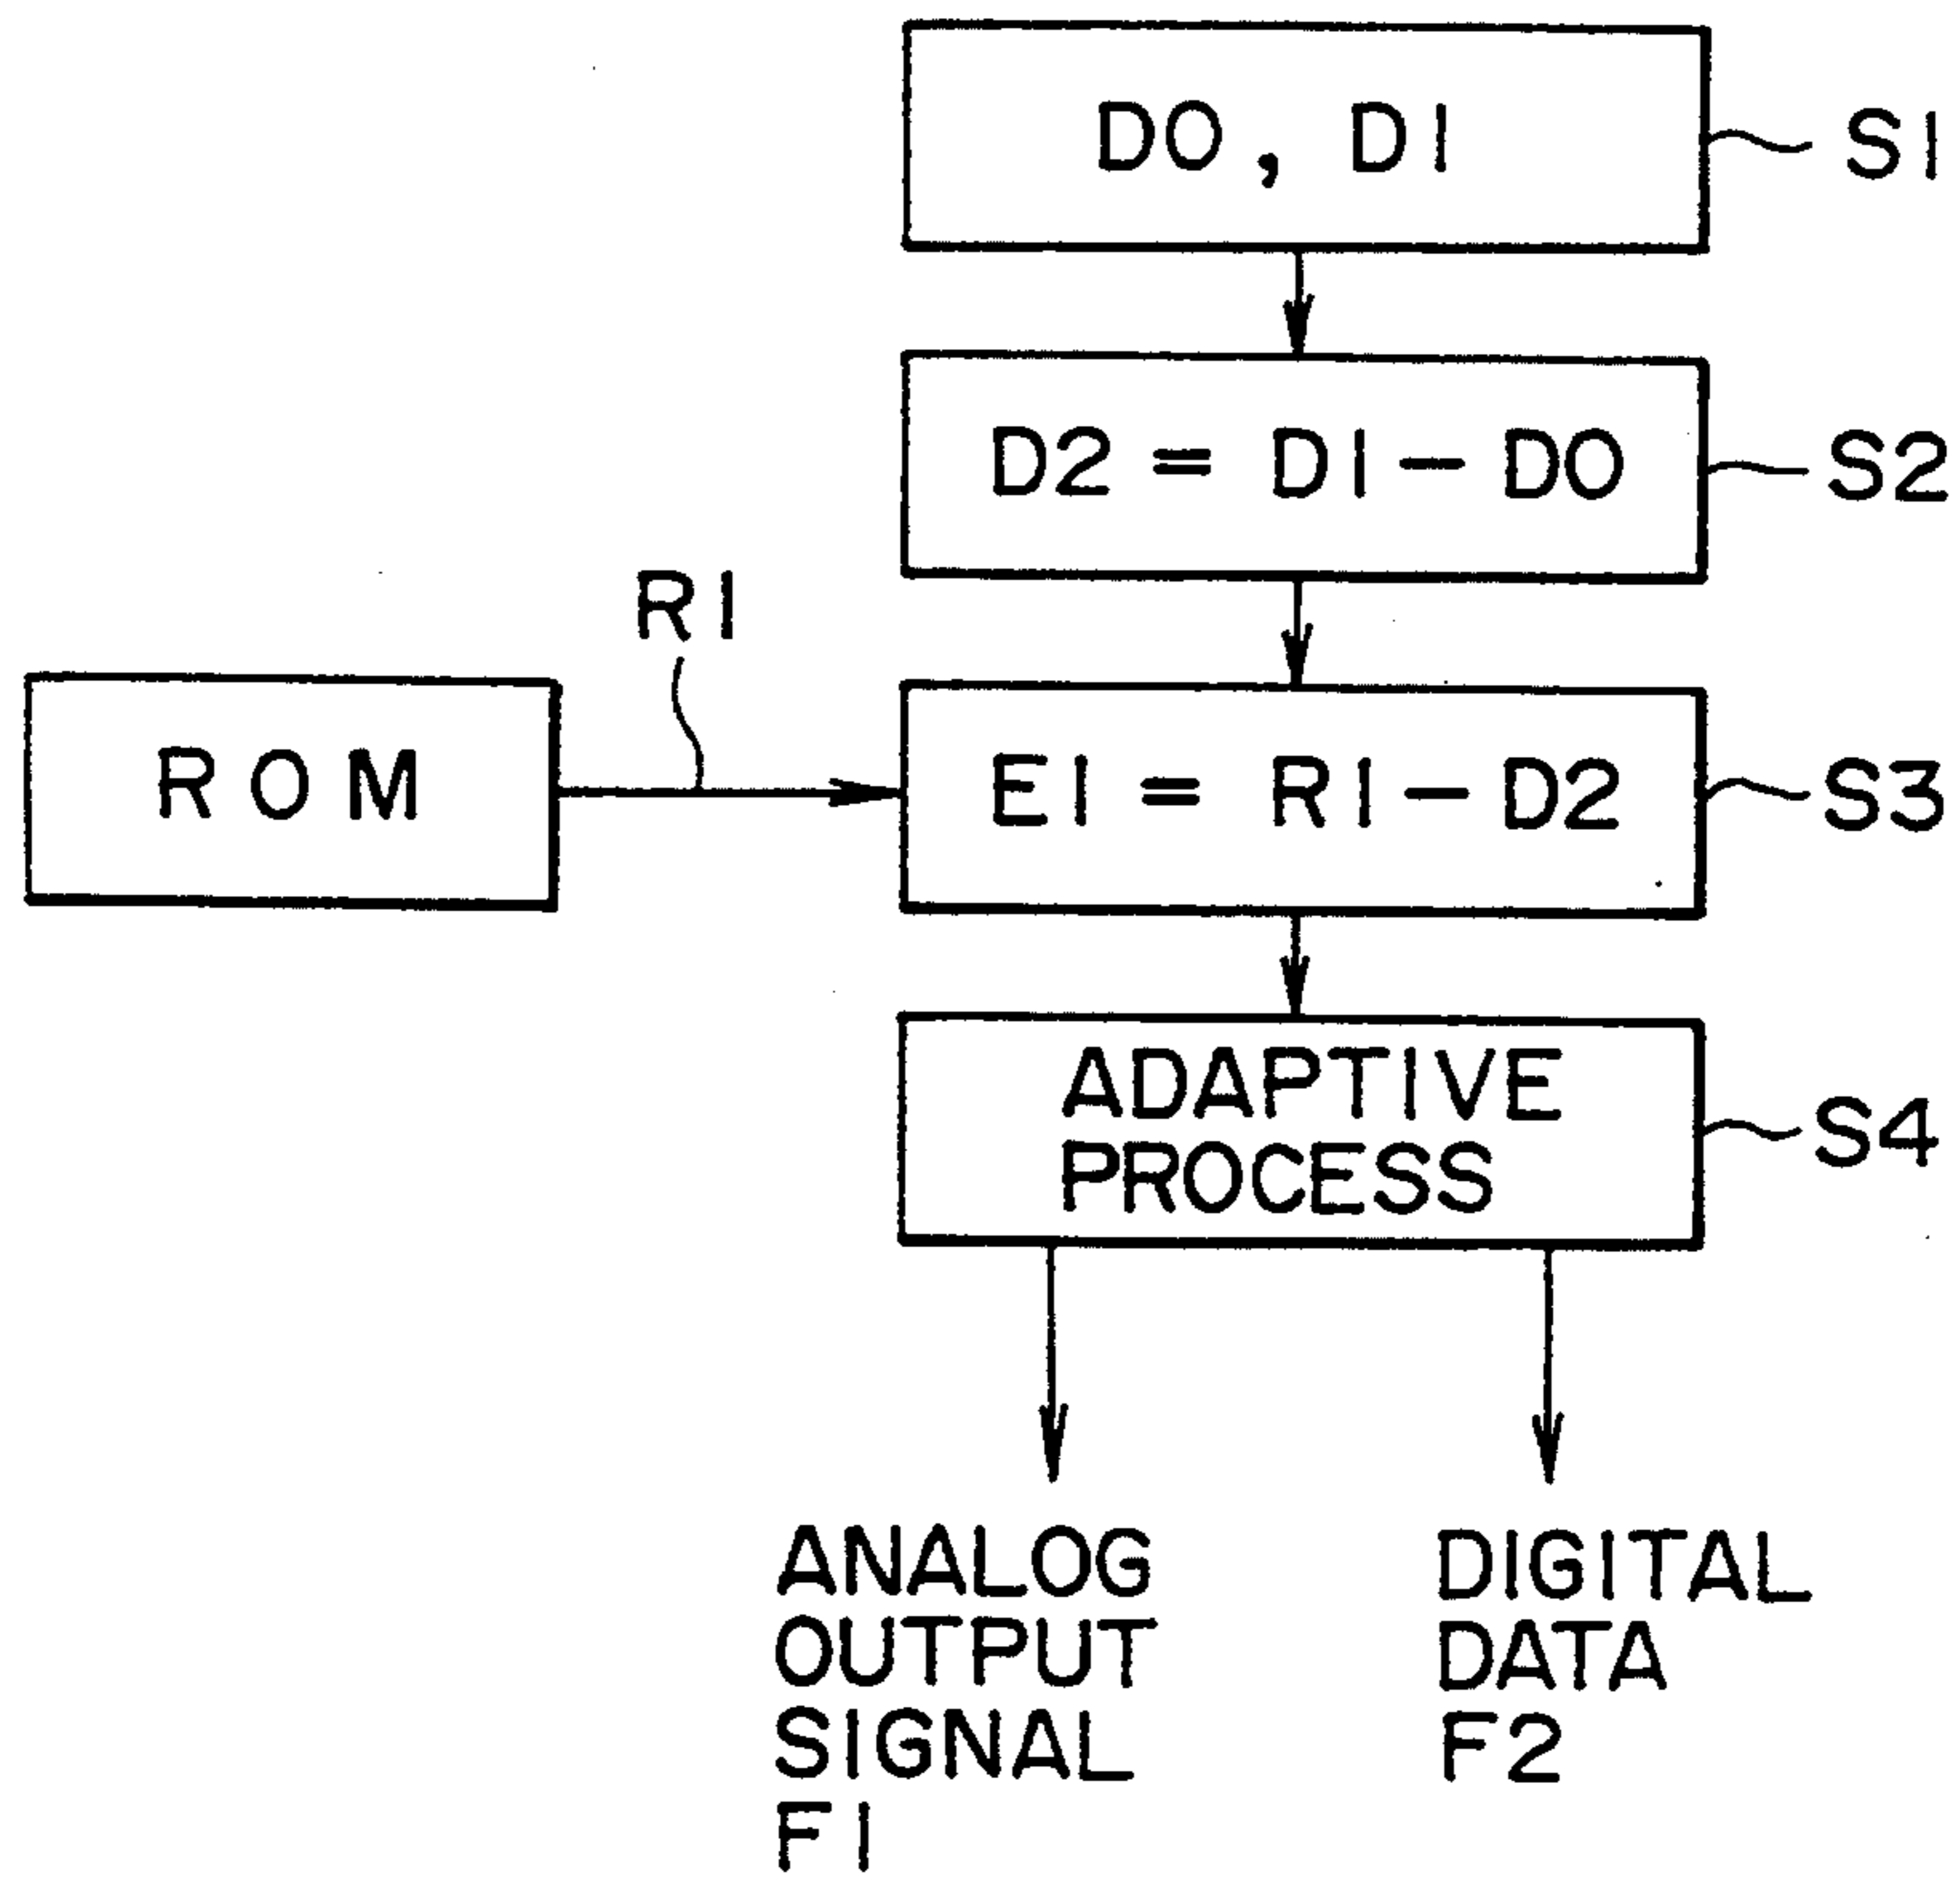 D0, D1
S1
D2 = D1 - D0
S2
R1
ROM
E1 = R1 - D2
S3
ADAPTIVE
PROCESS
S4
ANALOG
OUTPUT
SIGNAL
F1
DIGITAL
DATA
F2